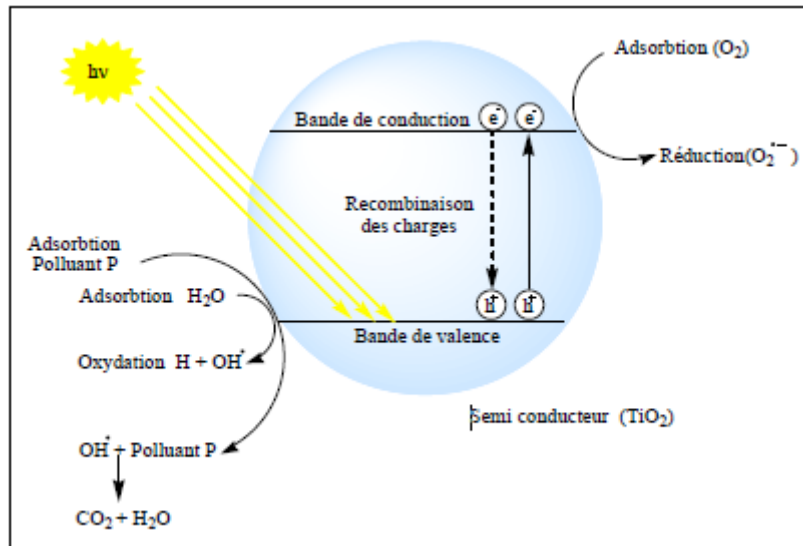 hν
Adsorbtion (O₂)
Bande de conduction e⁻ e⁻
Réduction(O₂•⁻)
Recombinaison
des charges
Adsorbtion
Polluant P
Adsorbtion H₂O
h⁺ h⁺
Bande de valence
Oxydation H + OH•
Semi conducteur (TiO₂)
OH• + Polluant P
CO₂ + H₂O